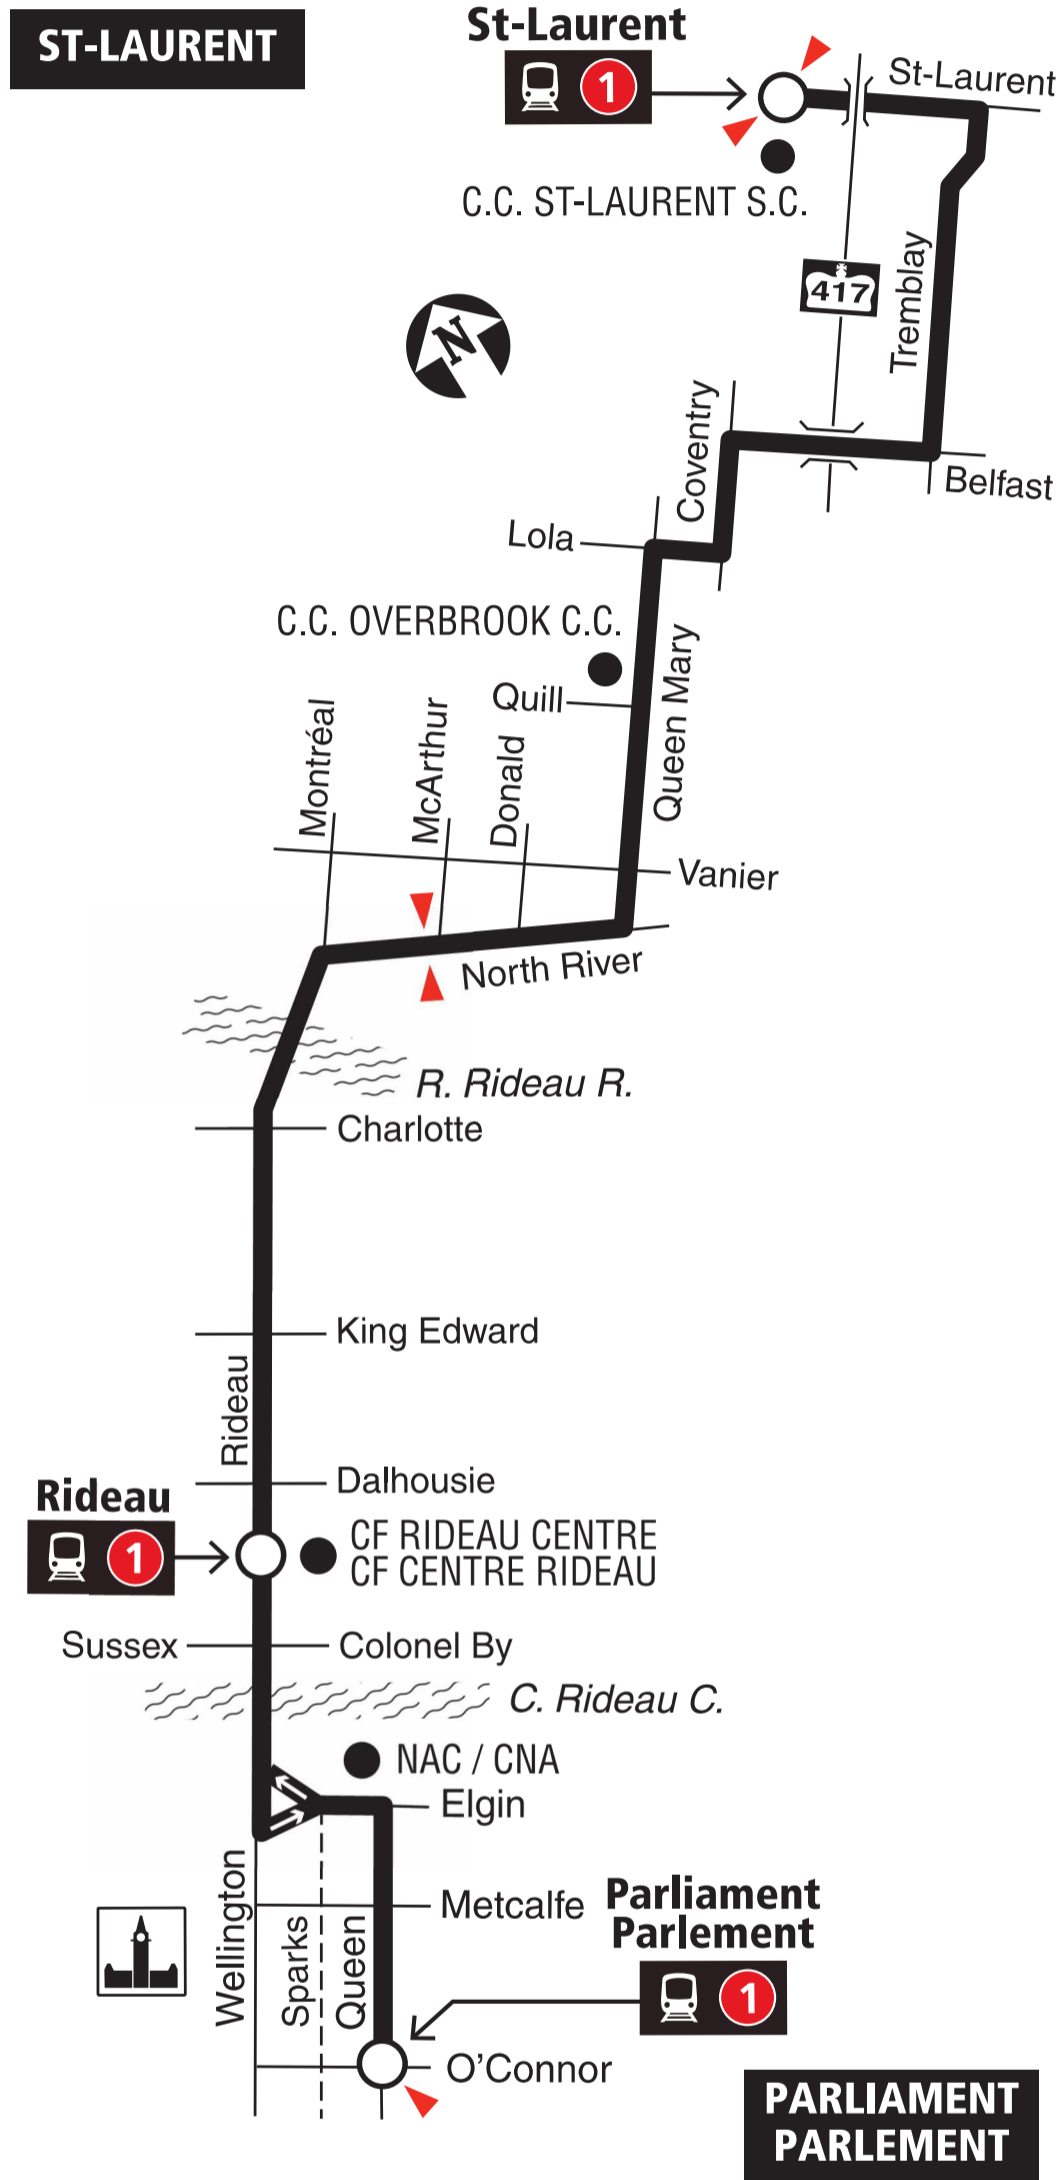 ST-LAURENT
St-Laurent
1
St-Laurent
C.C. ST-LAURENT S.C.
417
Tremblay
N
Coventry
Belfast
Lola
C.C. OVERBROOK C.C.
Queen Mary
Quill
Montréal
McArthur
Donald
Vanier
North River
R. Rideau R.
Charlotte
King Edward
Rideau
Dalhousie
Rideau
1
CF RIDEAU CENTRE
CF CENTRE RIDEAU
Sussex
Colonel By
C. Rideau C.
NAC / CNA
Elgin
Wellington
Sparks
Queen
Metcalfe
Parliament
Parlement
1
O'Connor
PARLIAMENT
PARLEMENT